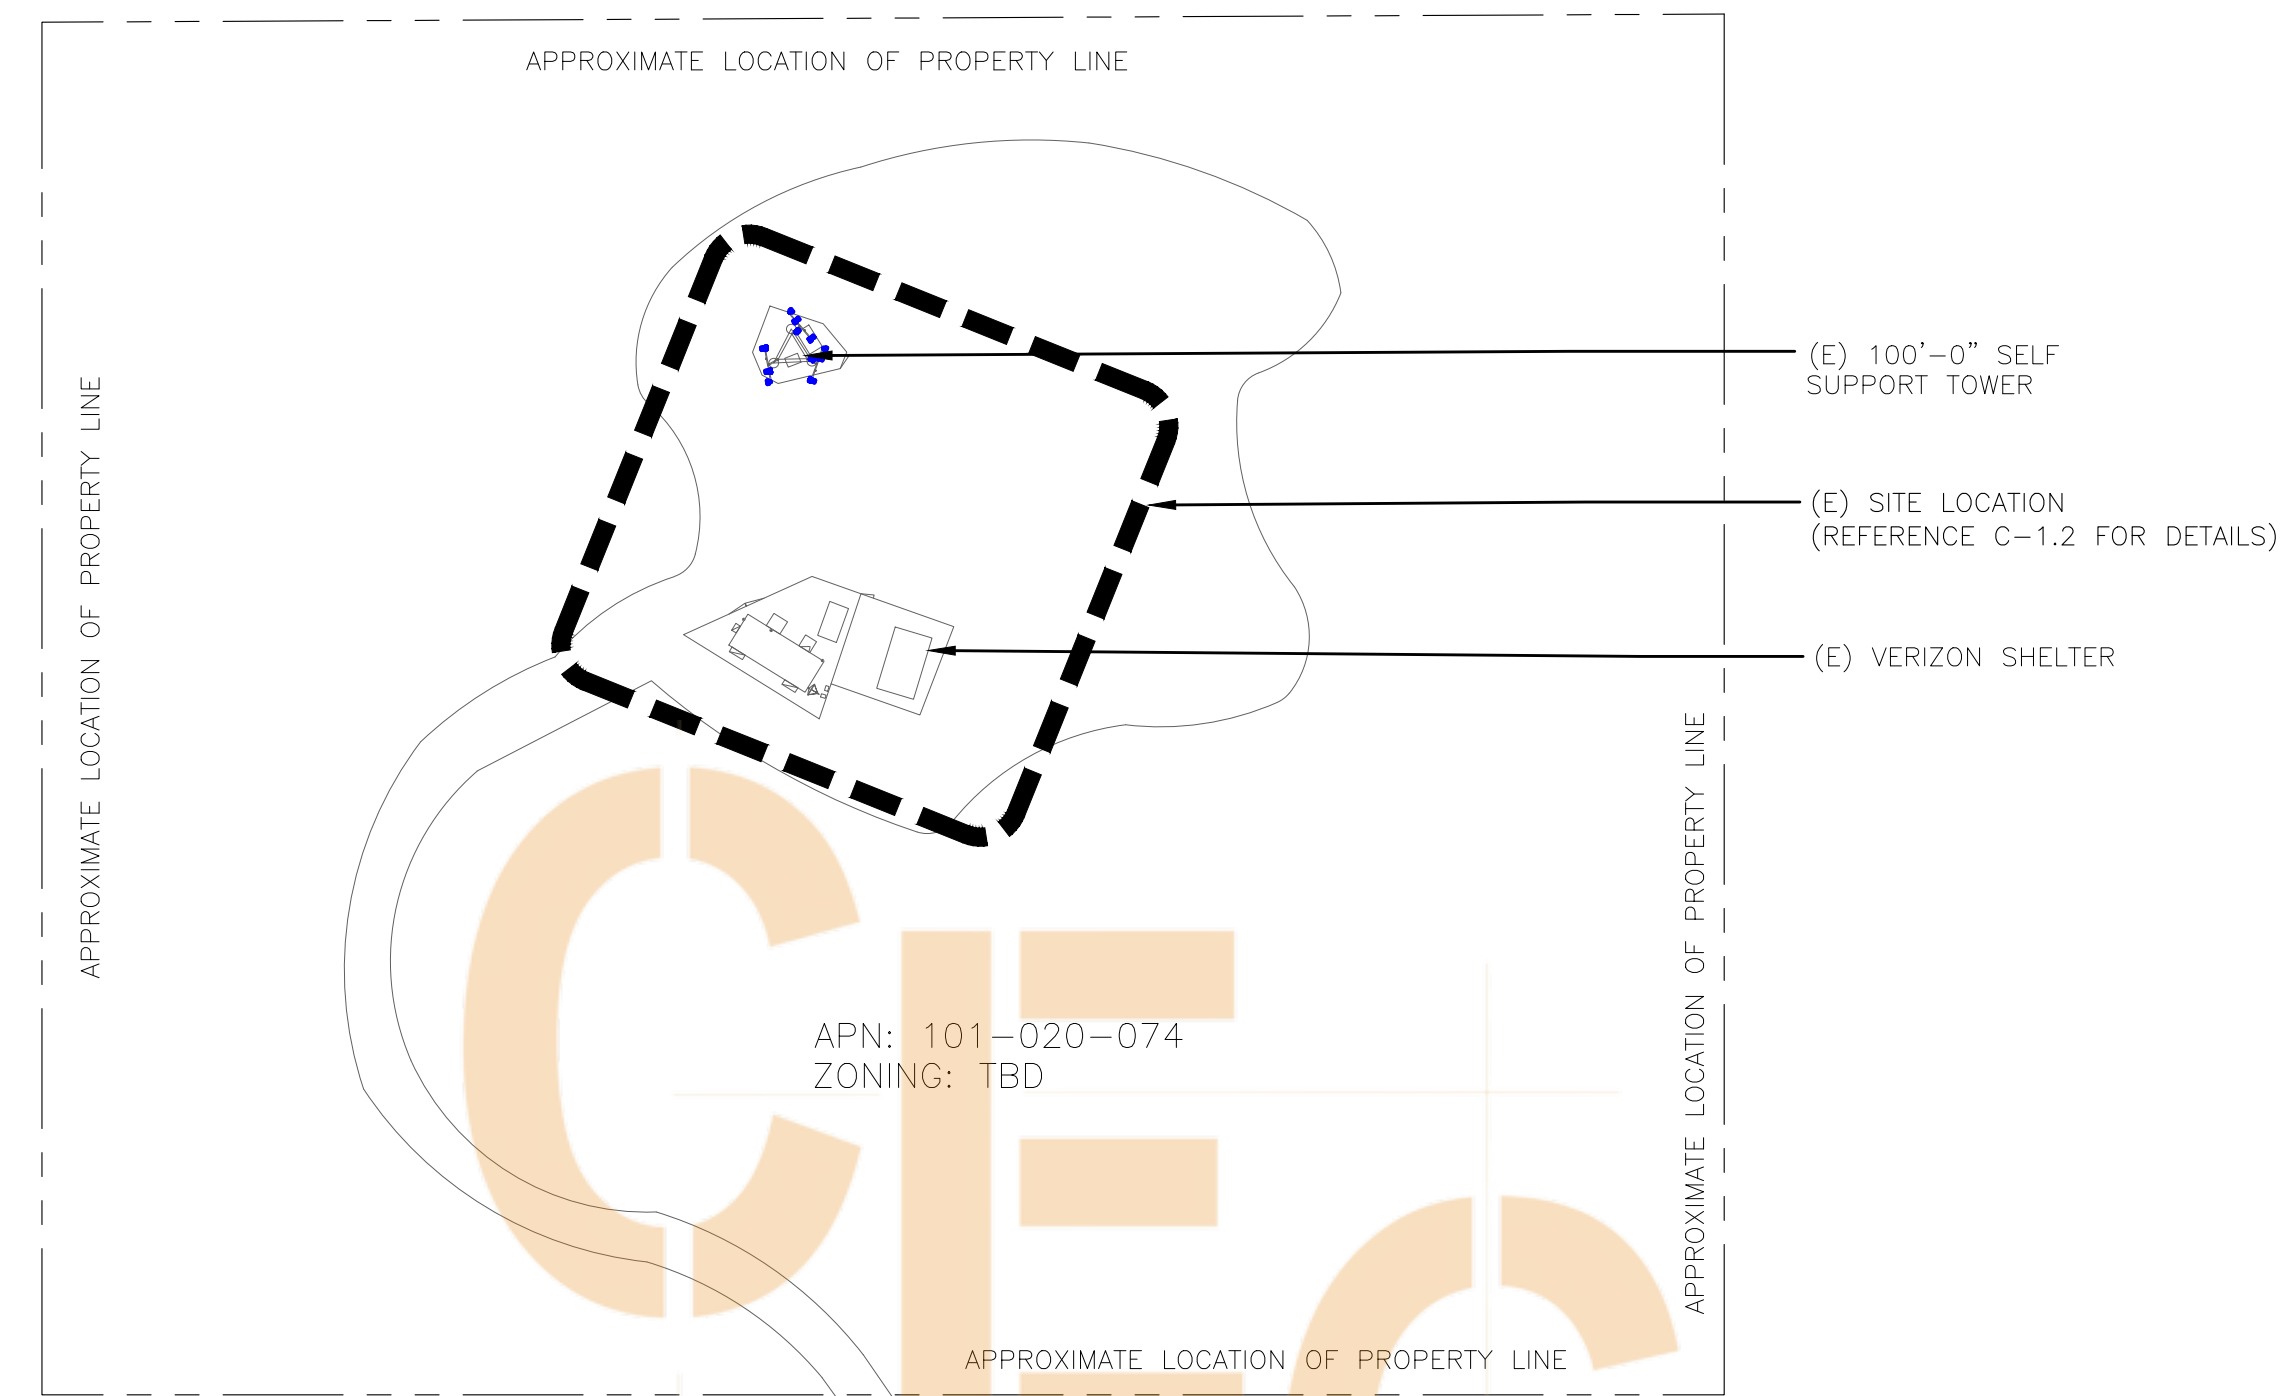 APPROXIMATE LOCATION OF PROPERTY LINE
(E) 100'-0" SELF
SUPPORT TOWER
APPROXIMATE LOCATION OF PROPERTY LINE
(E) SITE LOCATION
(REFERENCE C-1.2 FOR DETAILS)
(E) VERIZON SHELTER
APPROXIMATE LOCATION OF PROPERTY LINE
APN: 101-020-074
ZONING: TBD
APPROXIMATE LOCATION OF PROPERTY LINE